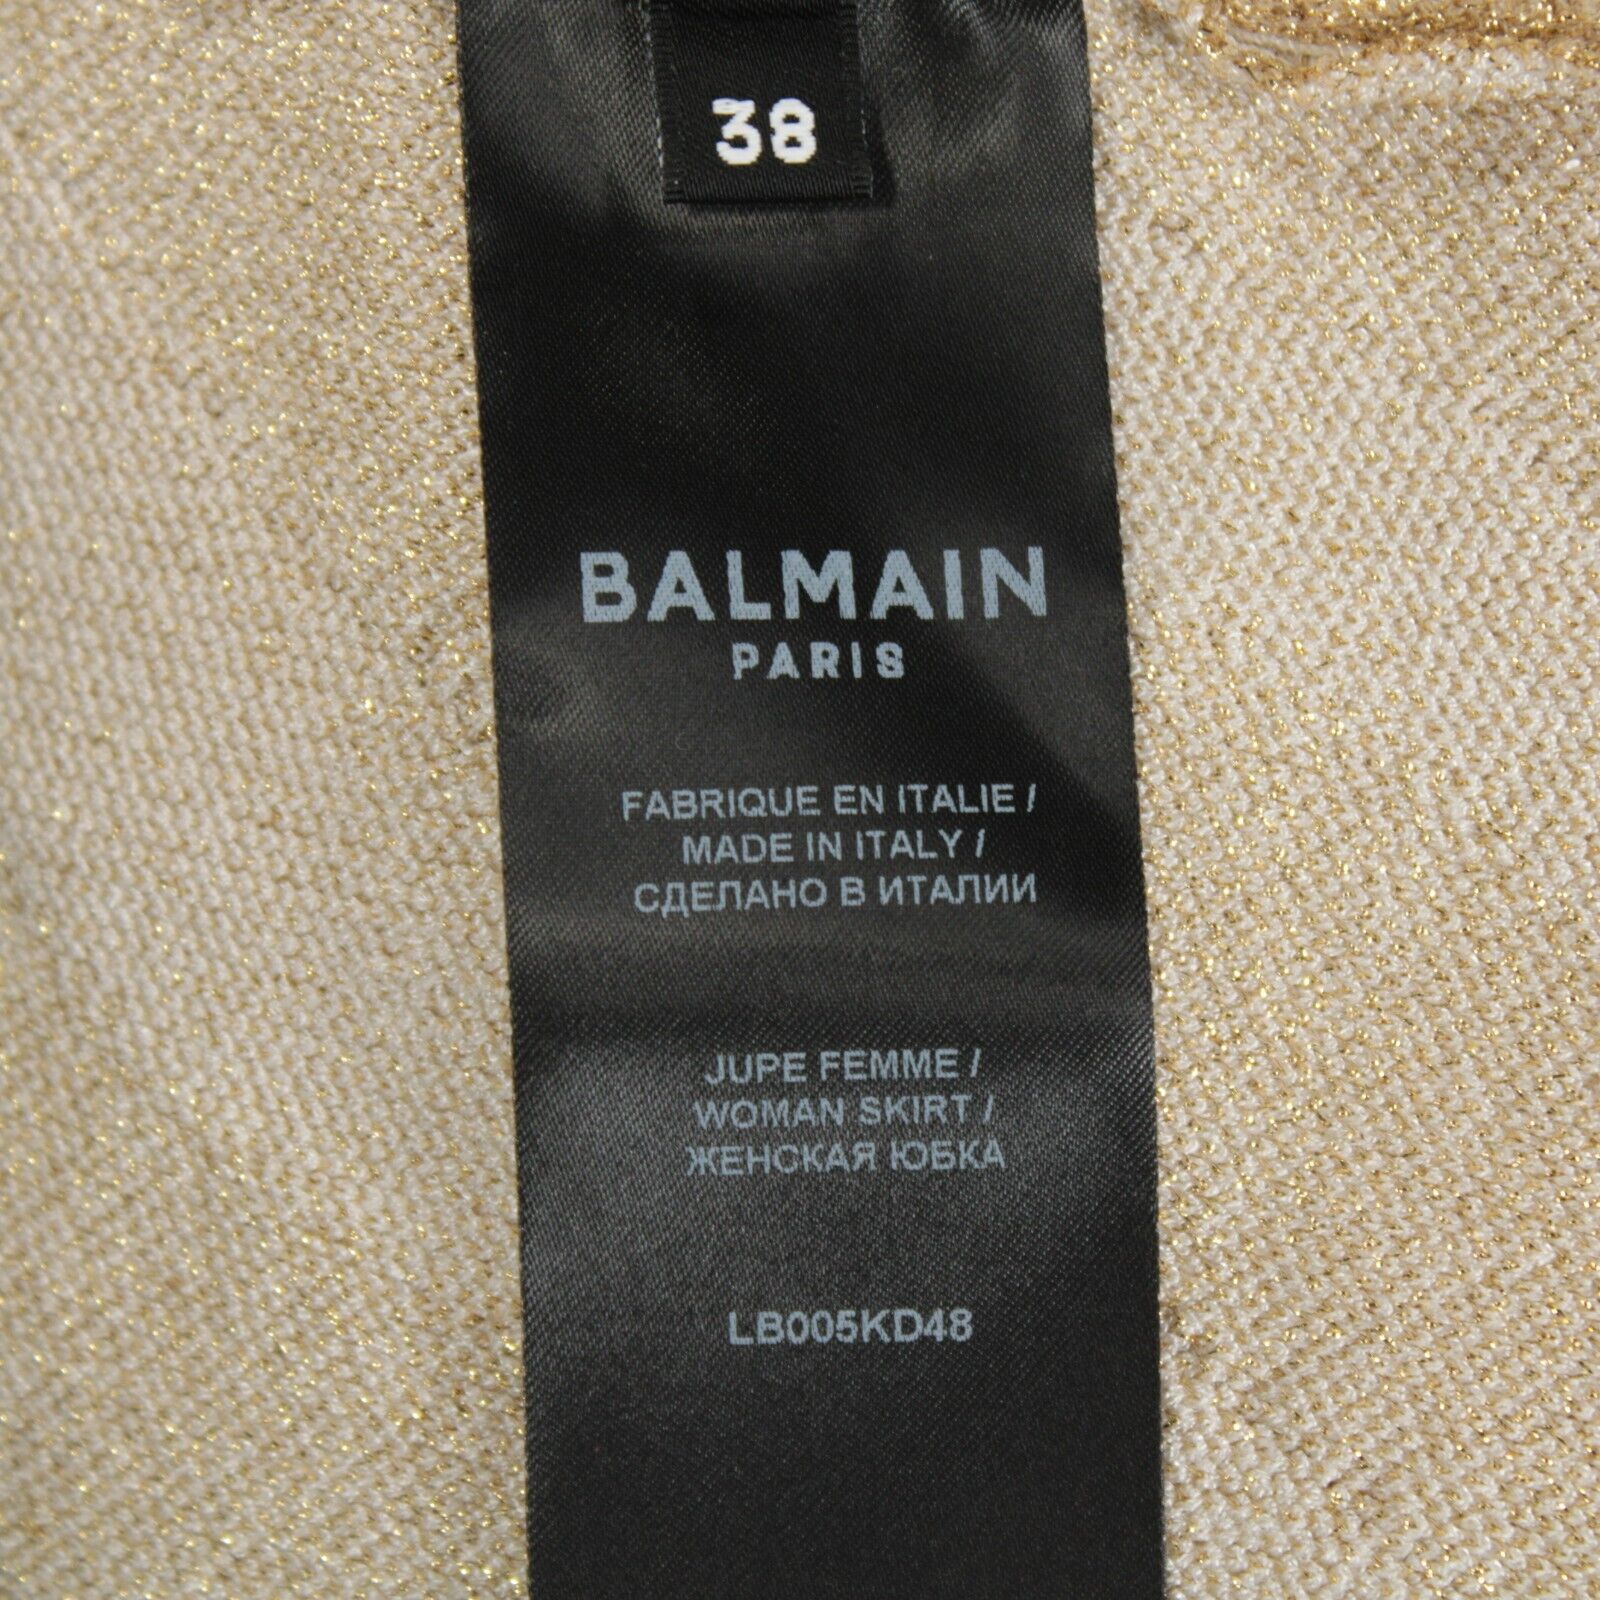 38
BALMAIN
PARIS
FABRIQUE EN ITALIE /
MADE IN ITALY /
СДЕЛАНО В ИТАЛИИ
JUPE FEMME /
WOMAN SKIRT /
ЖЕНСКАЯ ЮБКА
LB005KD48